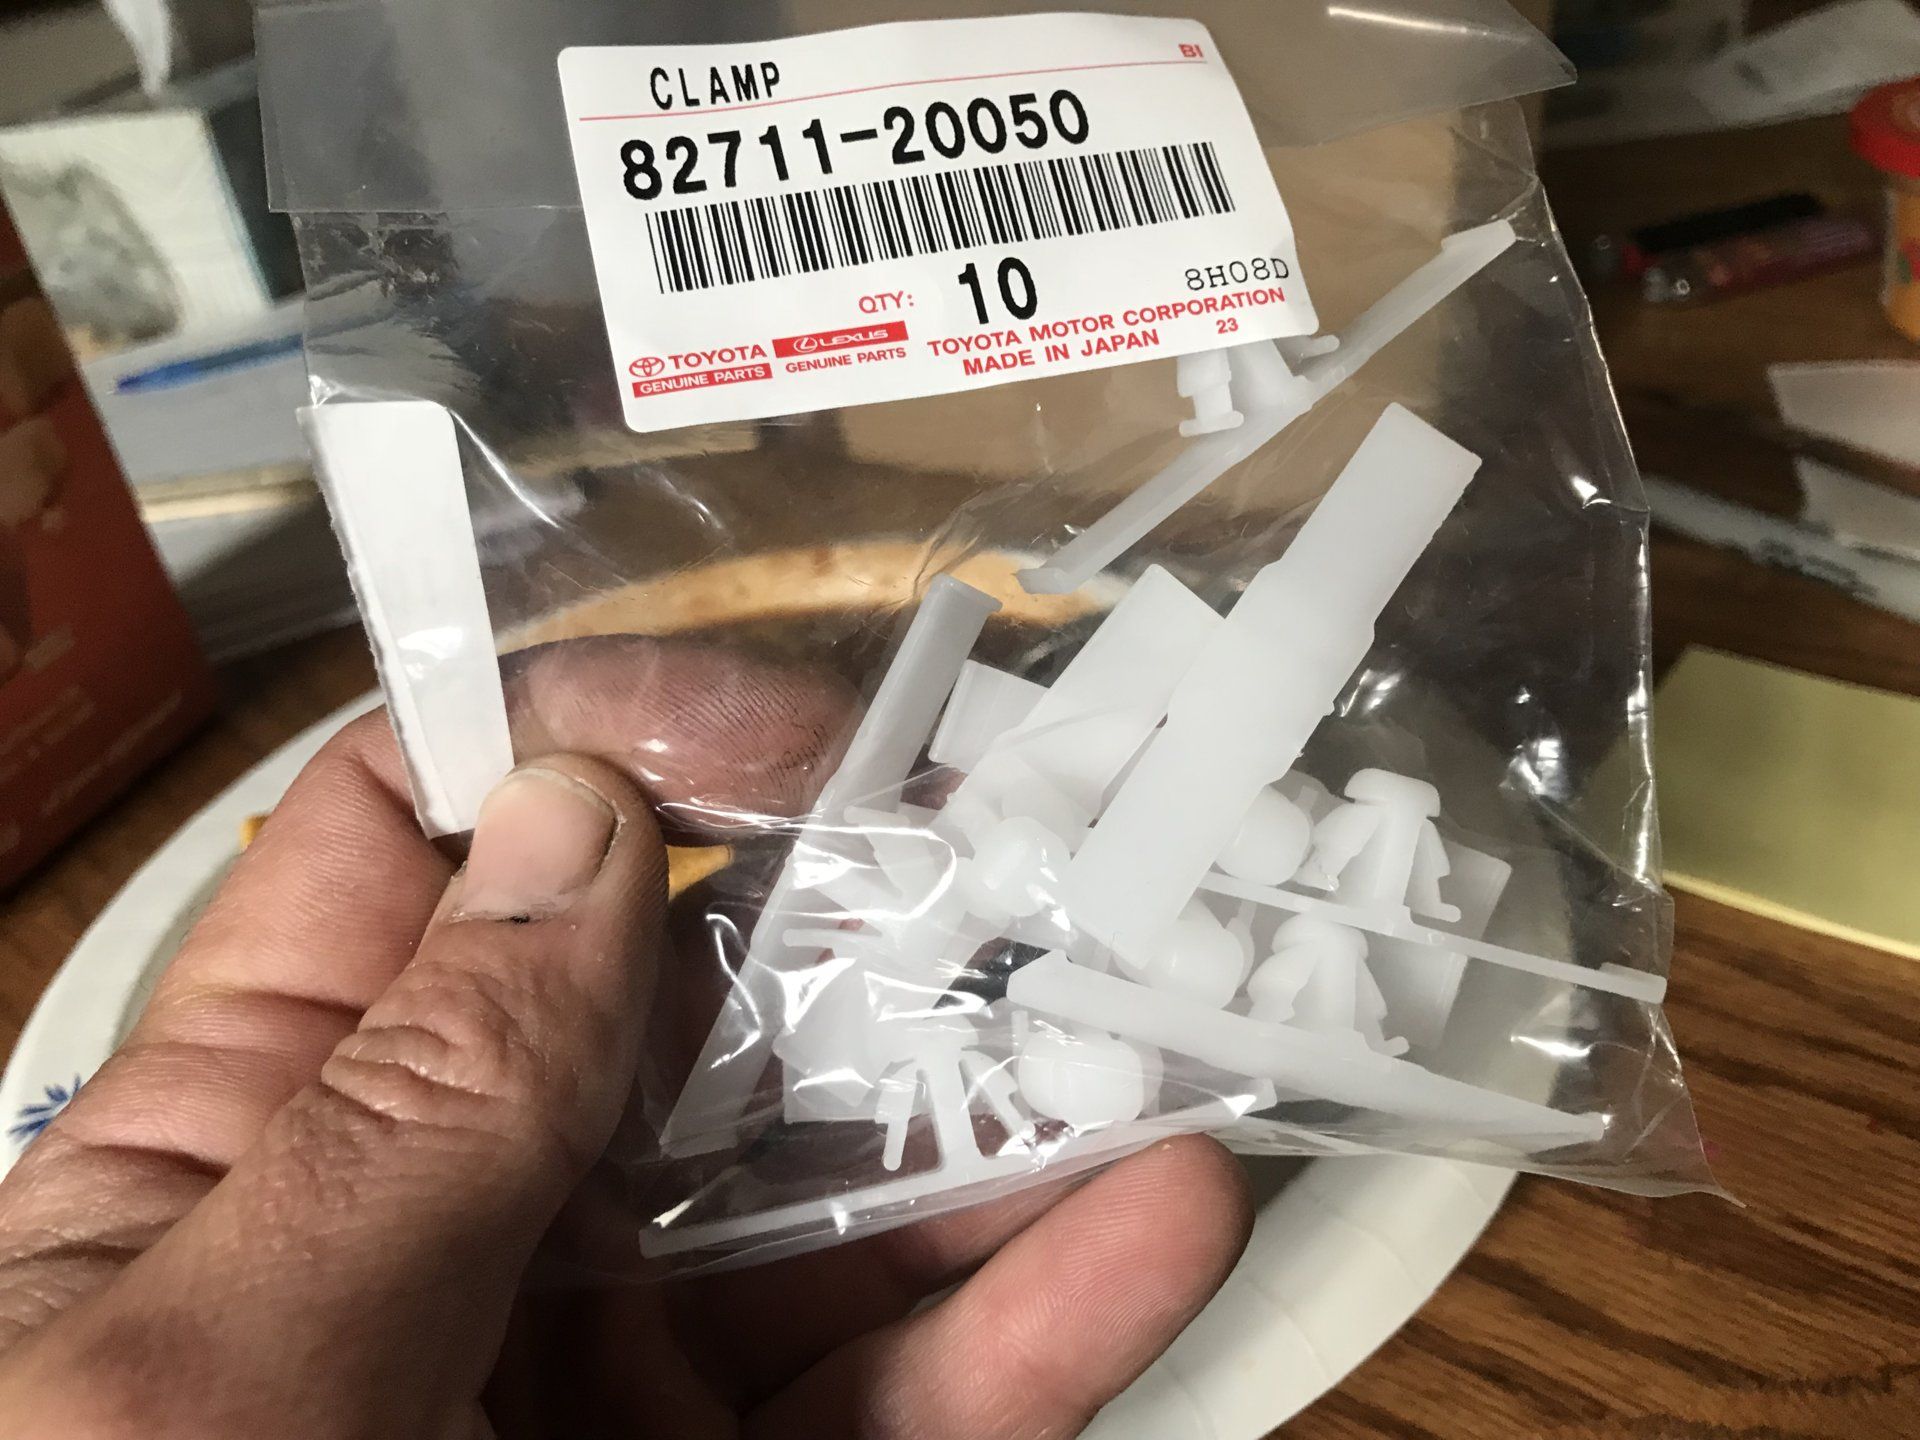 CLAMP
BI
82711-20050
QTY: 10
8H08D
TOYOTA
GENUINE PARTS
LEXUS
GENUINE PARTS
TOYOTA MOTOR CORPORATION
MADE IN JAPAN 23